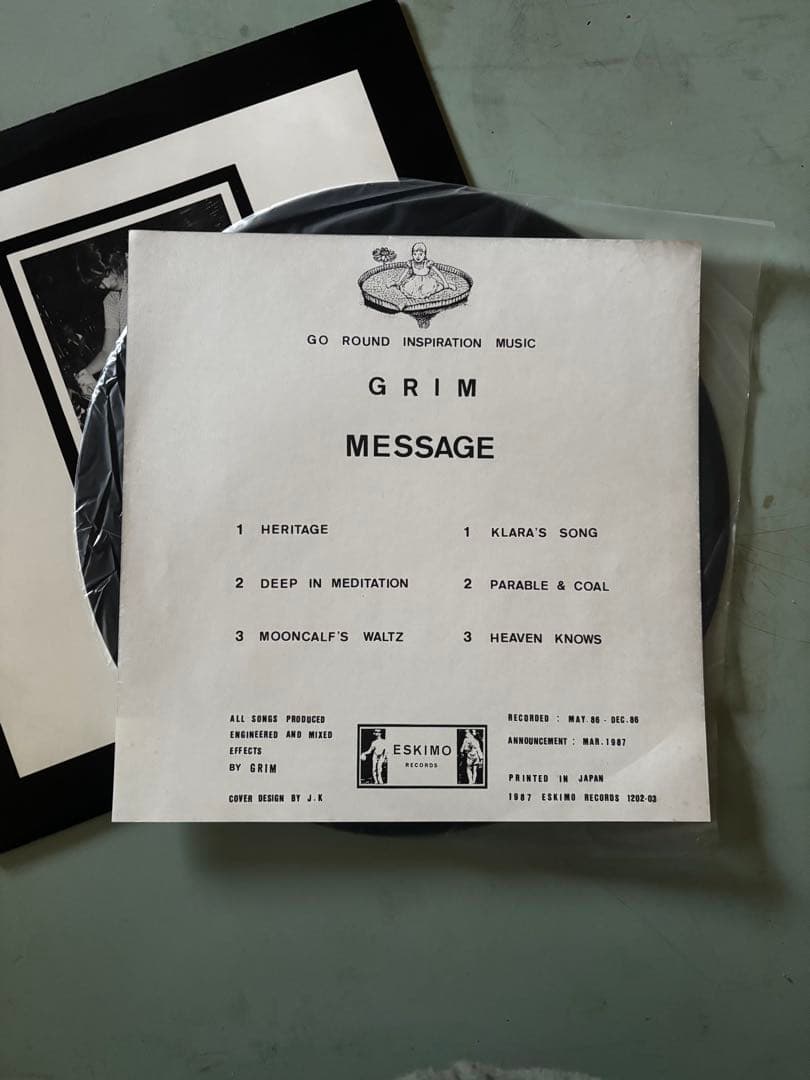 GO ROUND INSPIRATION MUSIC
GRIM
MESSAGE
1 HERITAGE
2 DEEP IN MEDITATION
3 MOONCALF'S WALTZ
1 KLARA'S SONG
2 PARABLE & COAL
3 HEAVEN KNOWS
ALL SONGS PRODUCED
ENGINEERED AND MIXED
EFFECTS
BY GRIM
COVER DESIGN BY J.K
ESKIMO
RECORDS
RECORDED : MAY.86 - DEC.86
ANNOUNCEMENT : MAR.1987
PRINTED IN JAPAN
1987 ESKIMO RECORDS 1202-03